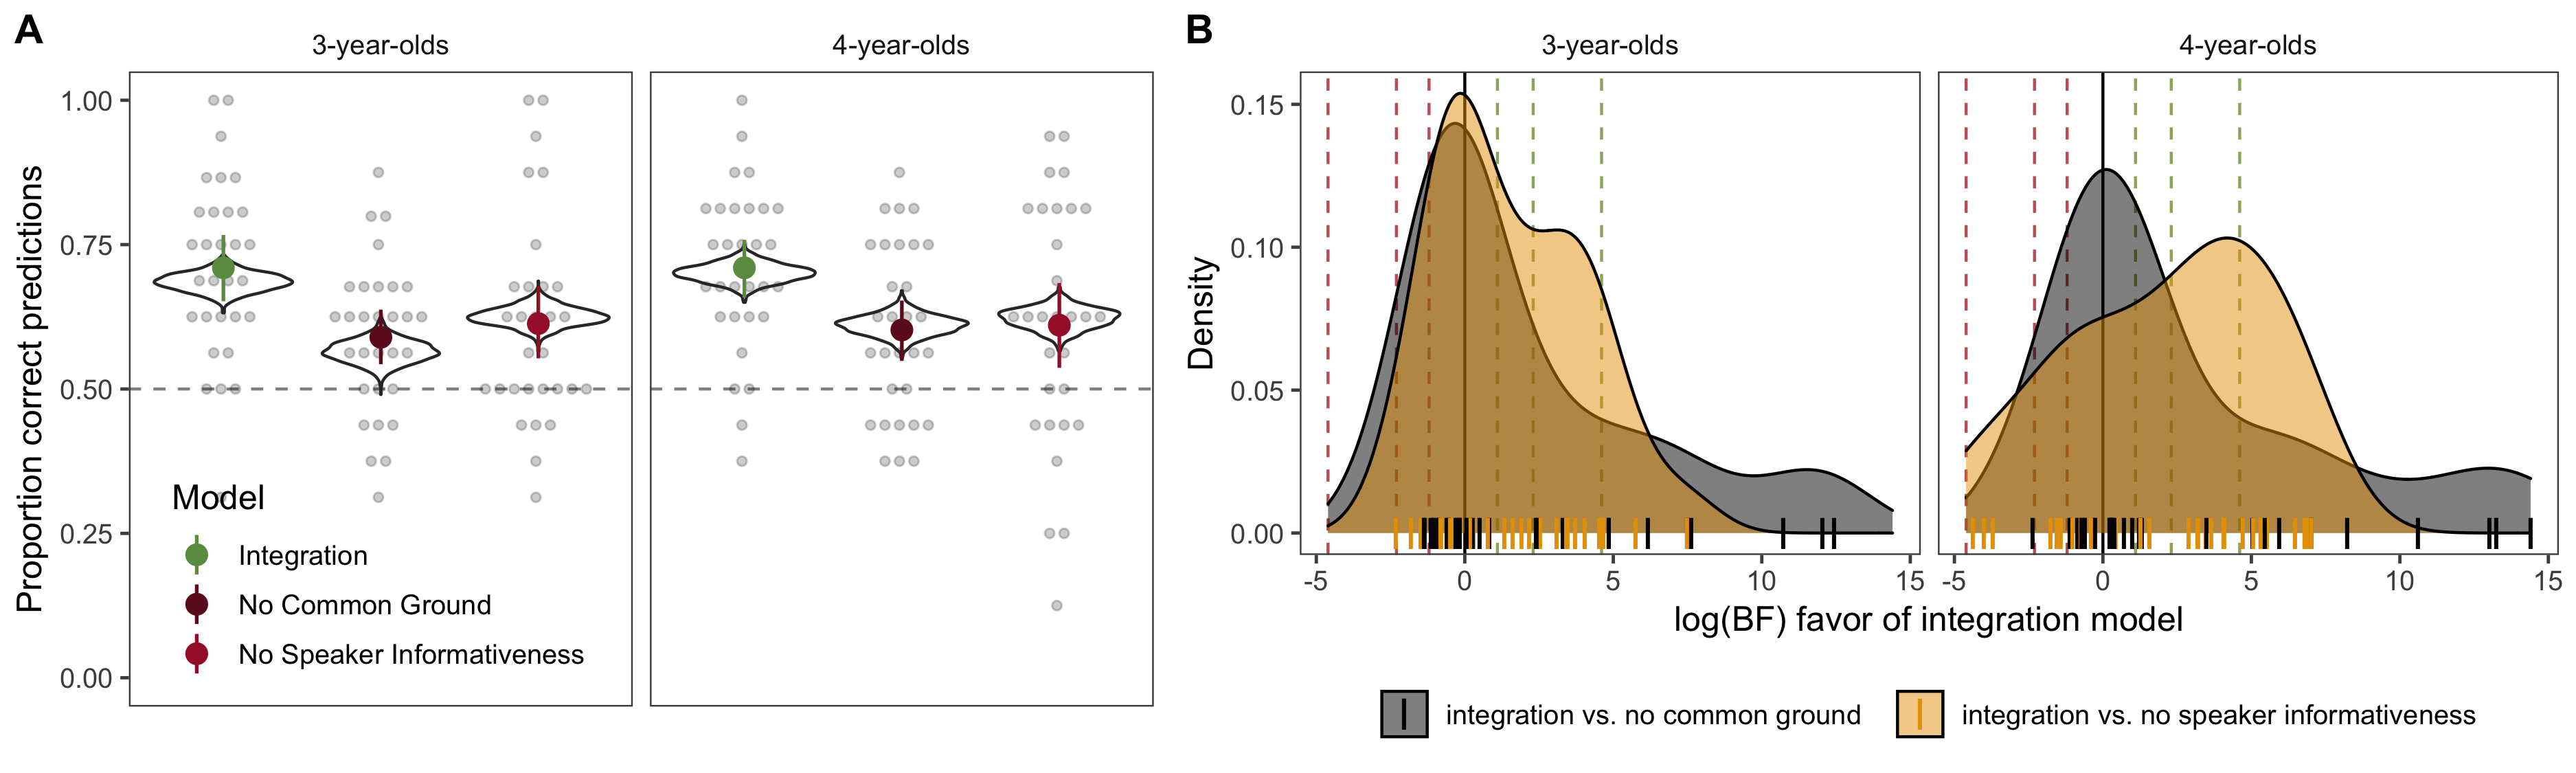 A
3-year-olds
4-year-olds
Proportion correct predictions
1.00
0.75
0.50
0.25
0.00
Model
Integration
No Common Ground
No Speaker Informativeness
B
3-year-olds
4-year-olds
Density
0.15
0.10
0.05
0.00
-5 0 5 10 15
-5 0 5 10 15
log(BF) favor of integration model
integration vs. no common ground
integration vs. no speaker informativeness